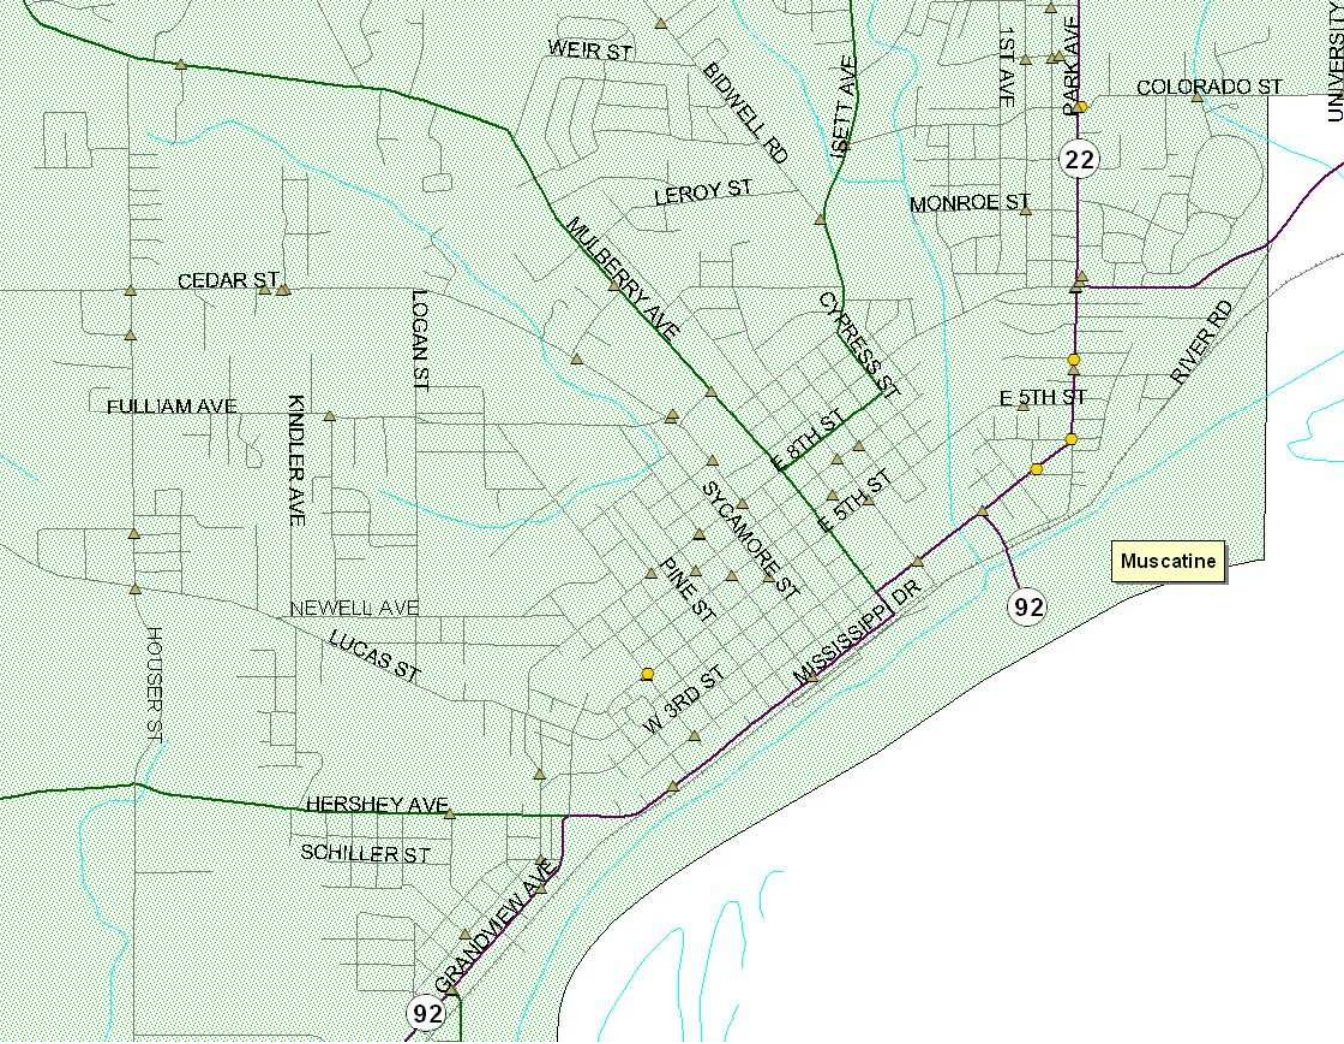 WEIR ST
BIDWELL RD
ISETT AVE
1ST AVE
PARK AVE
COLORADO ST
UNIVERSITY
22
LEROY ST
MONROE ST
MULBERRY AVE
CEDAR ST
LOGAN ST
CYPRESS ST
RIVER RD
FULLIAM AVE
KINDLER AVE
E 5TH ST
E 8TH ST
E 5TH ST
SYCAMORE ST
PINE ST
Muscatine
92
NEWELL AVE
LUCAS ST
HOUSER ST
MISSISSIPPI DR
W 3RD ST
HERSHEY AVE
SCHILLER ST
GRANDVIEW AVE
92